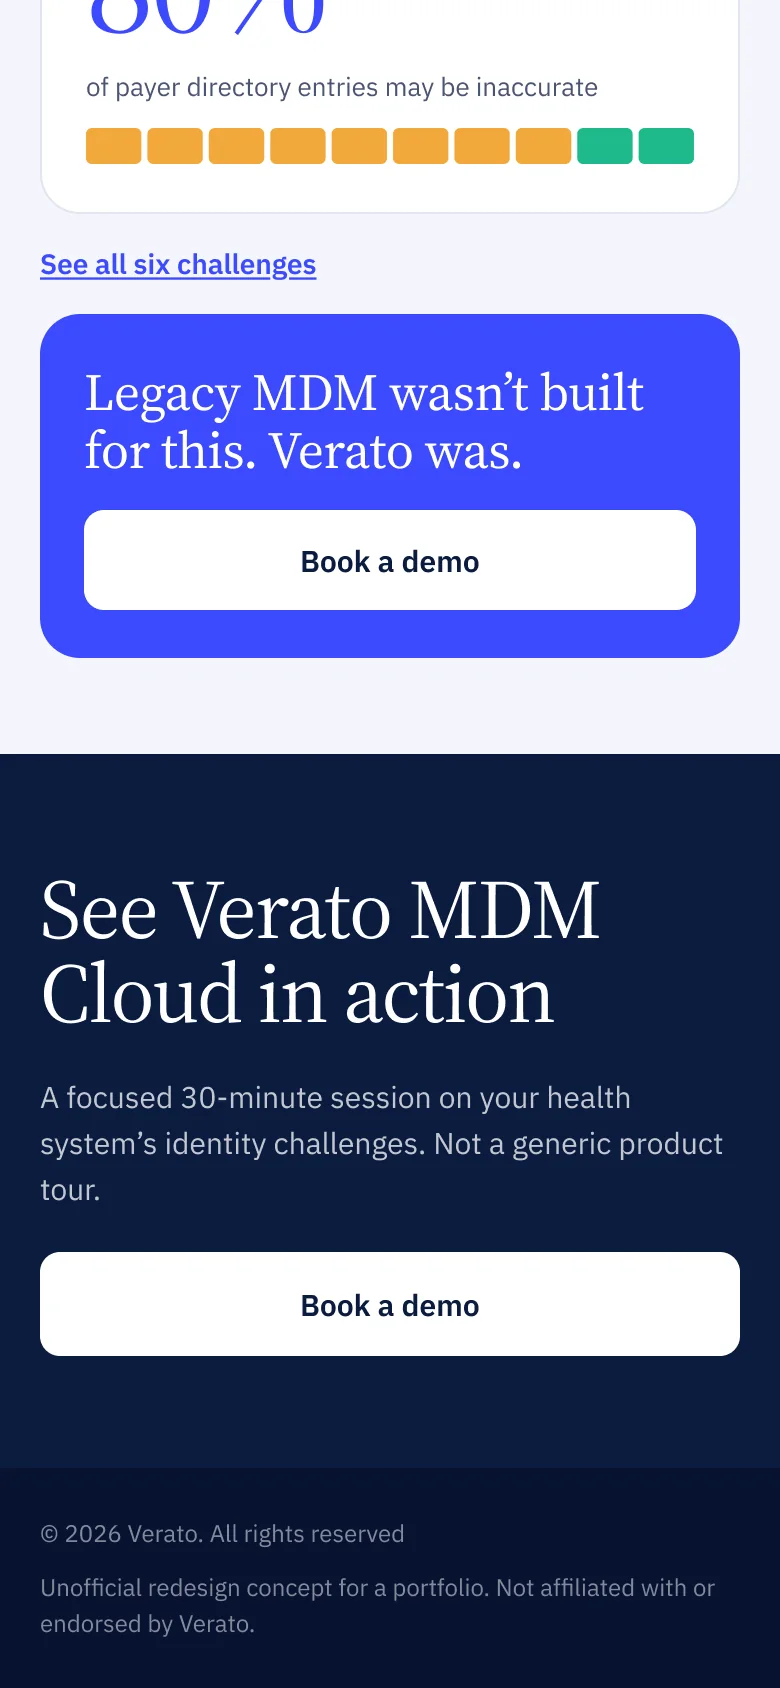 80%
of payer directory entries may be inaccurate
See all six challenges
Legacy MDM wasn’t built
for this. Verato was.
Book a demo
See Verato MDM
Cloud in action
A focused 30-minute session on your health
system’s identity challenges. Not a generic product
tour.
Book a demo
© 2026 Verato. All rights reserved
Unofficial redesign concept for a portfolio. Not affiliated with or
endorsed by Verato.